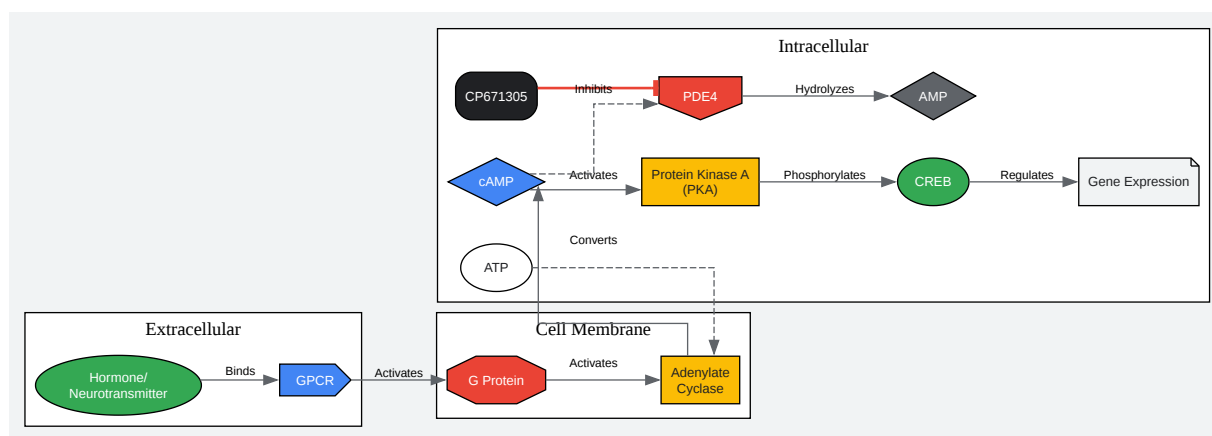 Intracellular
CP671305
Inhibits
PDE4
Hydrolyzes
AMP
cAMP
Activates
Protein Kinase A
(PKA)
Phosphorylates
CREB
Regulates
Gene Expression
Converts
ATP
Extracellular
Hormone/
Neurotransmitter
Binds
GPCR
Activates
Cell Membrane
G Protein
Activates
Adenylate
Cyclase